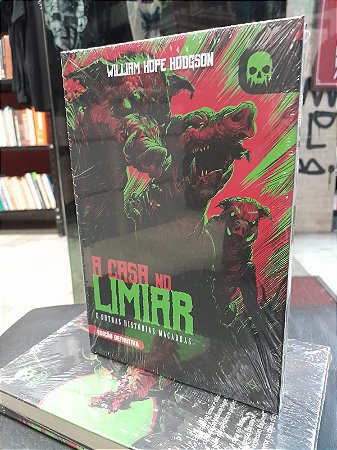 WILLIAM HOPE HODGSON
A CASA NO
LIMIAR
E OUTRAS HISTÓRIAS MACABRAS
EDIÇÃO DEFINITIVA